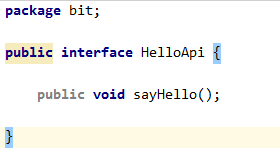 package bit;
public interface HelloApi {
public void sayHello();
}